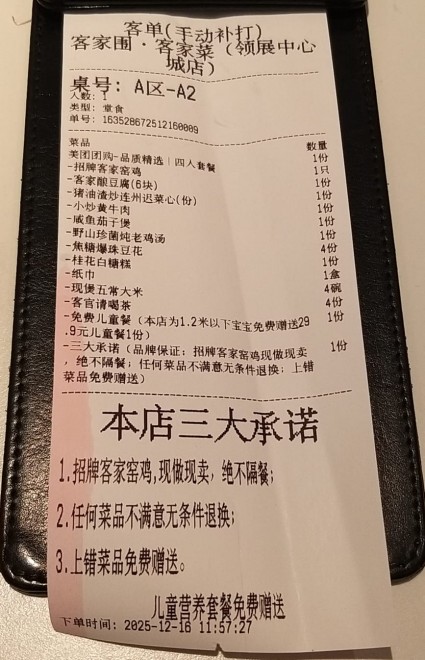 客单(手动补打)
客家围·客家菜(领展中心
城店)
桌号: A区-A2
人数: 1
类型: 堂食
单号: 163528672512160009
菜品 数量
美团团购-品质精选｜四人套餐 1份
-招牌客家窑鸡 1只
-客家酿豆腐(6块) 1份
-猪油渣炒连州迟菜心(份) 1份
-小炒黄牛肉 1份
-咸鱼茄子煲 1份
-野山珍菌炖老鸡汤 1份
-焦糖爆珠豆花 4份
-桂花白糖糕 1份
-纸巾 1盒
-现煲五常大米 4碗
-客官请喝茶 4份
-免费儿童餐(本店为1.2米以下宝宝免费赠送29 1份
.9元儿童餐1份)
-三大承诺(品牌保证: 招牌客家窑鸡现做现卖 1份
, 绝不隔餐; 任何菜品不满意无条件退换; 上错
菜品免费赠送)
本店三大承诺
1.招牌客家窑鸡,现做现卖, 绝不隔餐;
2.任何菜品不满意无条件退换;
3.上错菜品免费赠送。
儿童营养套餐免费赠送
下单时间: 2025-12-16 11:57:27